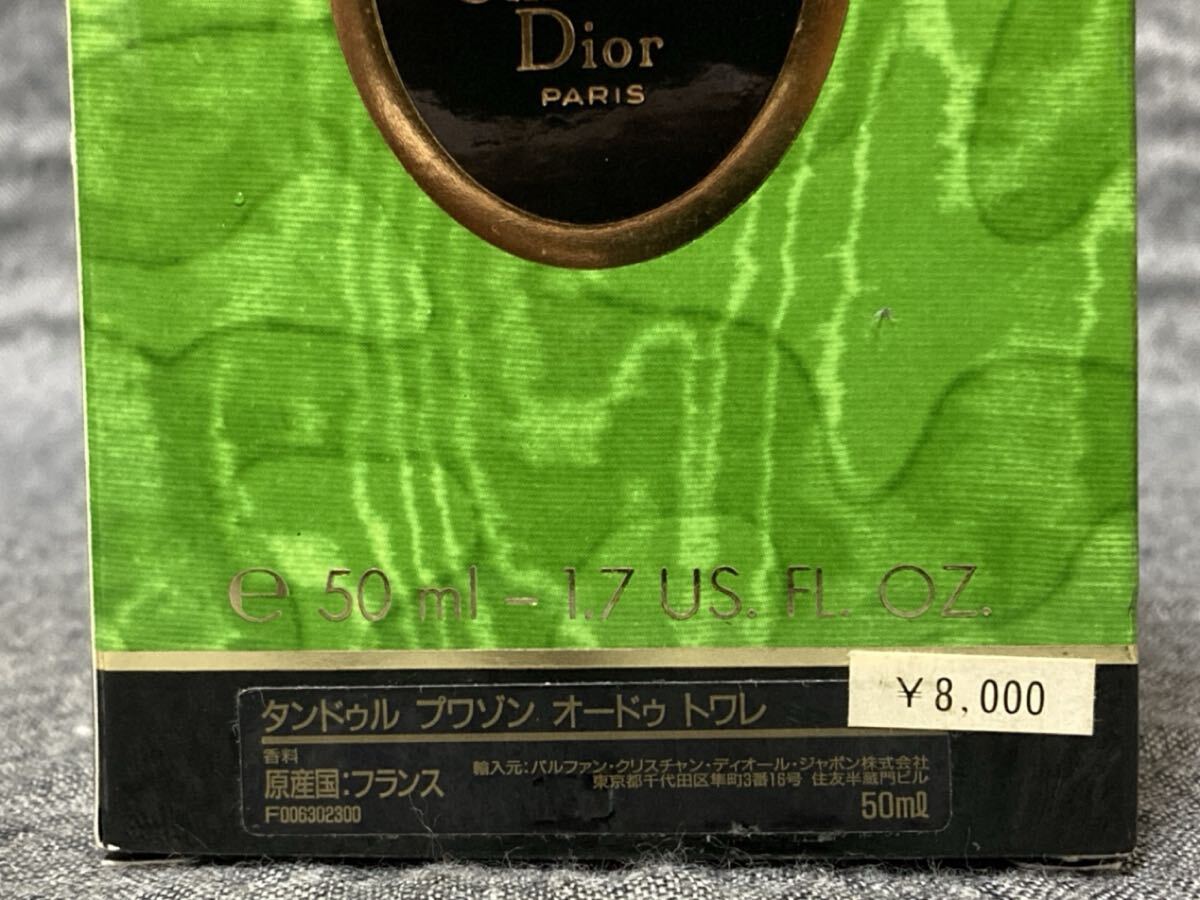 Dior
PARIS
e 50 ml - 1.7 US. FL. OZ.
¥8,000
タンドゥル プワゾン オードゥ トワレ
香料
原産国:フランス
F006302300
輸入元:パルファン・クリスチャン・ディオール・ジャポン株式会社
東京都千代田区隼町3番16号 住友半蔵門ビル
50ml